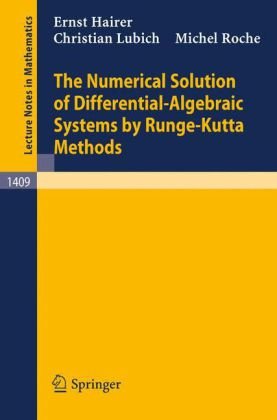 Ernst Hairer
Christian Lubich Michel Roche
The Numerical Solution
of Differential-Algebraic
Systems by Runge-Kutta
Methods
Lecture Notes in Mathematics
1409
Springer